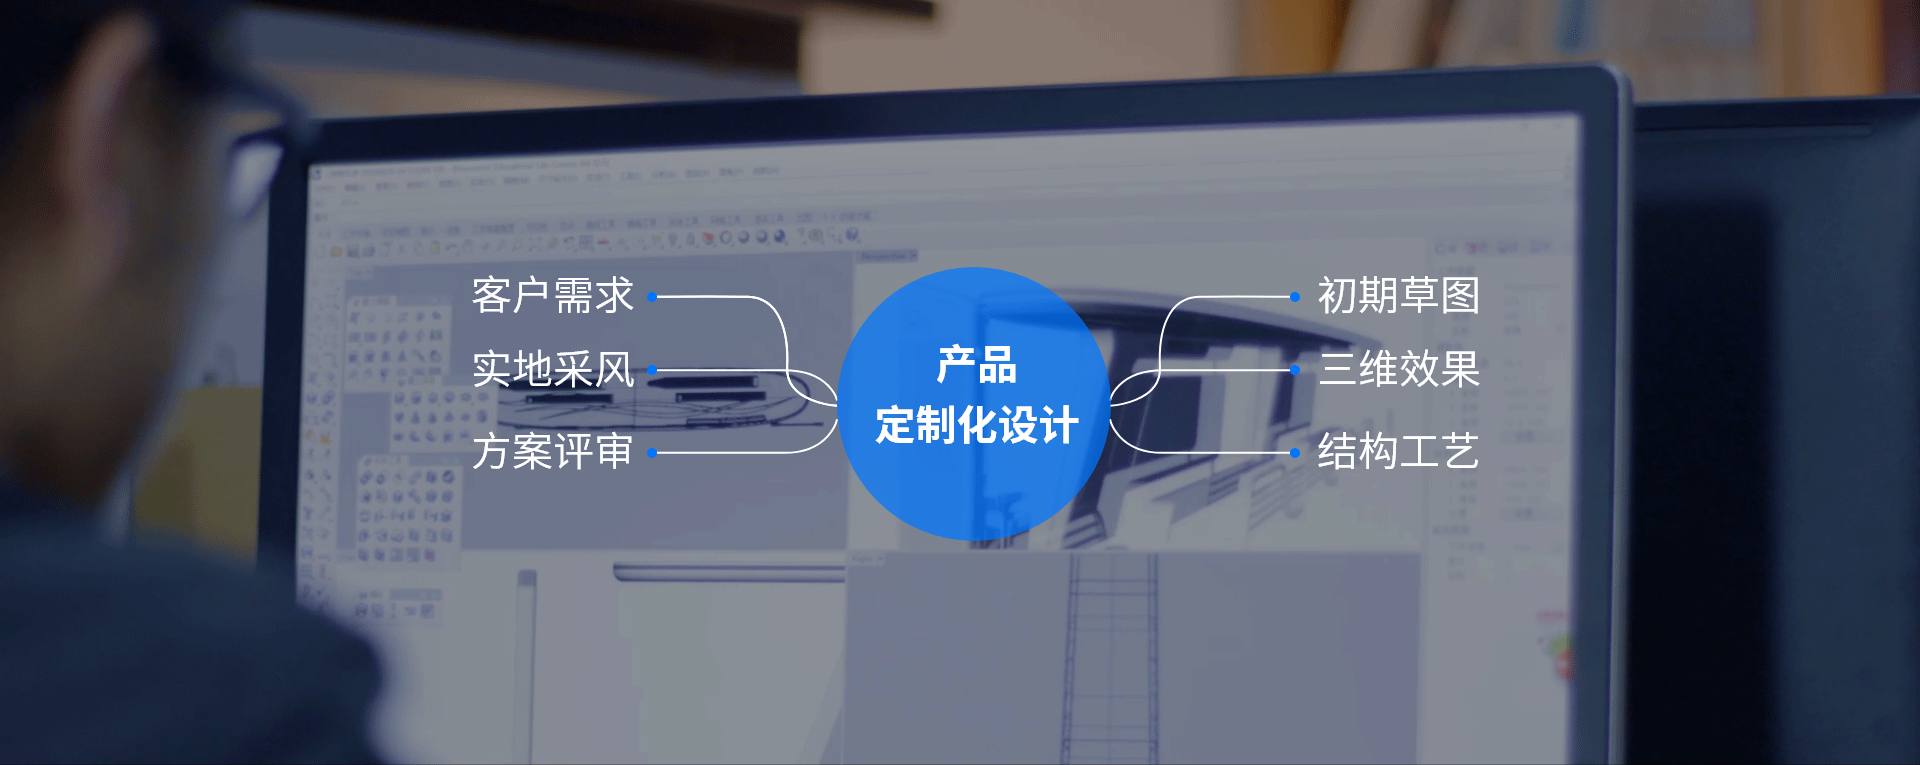 客户需求
实地采风
方案评审
产品
定制化设计
初期草图
三维效果
结构工艺